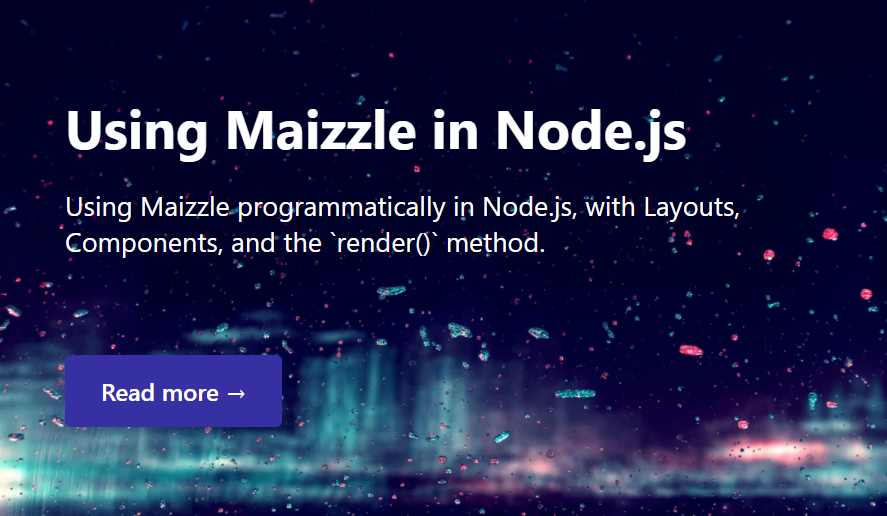 Using Maizzle in Node.js
Using Maizzle programmatically in Node.js, with Layouts,
Components, and the `render()` method.
Read more →